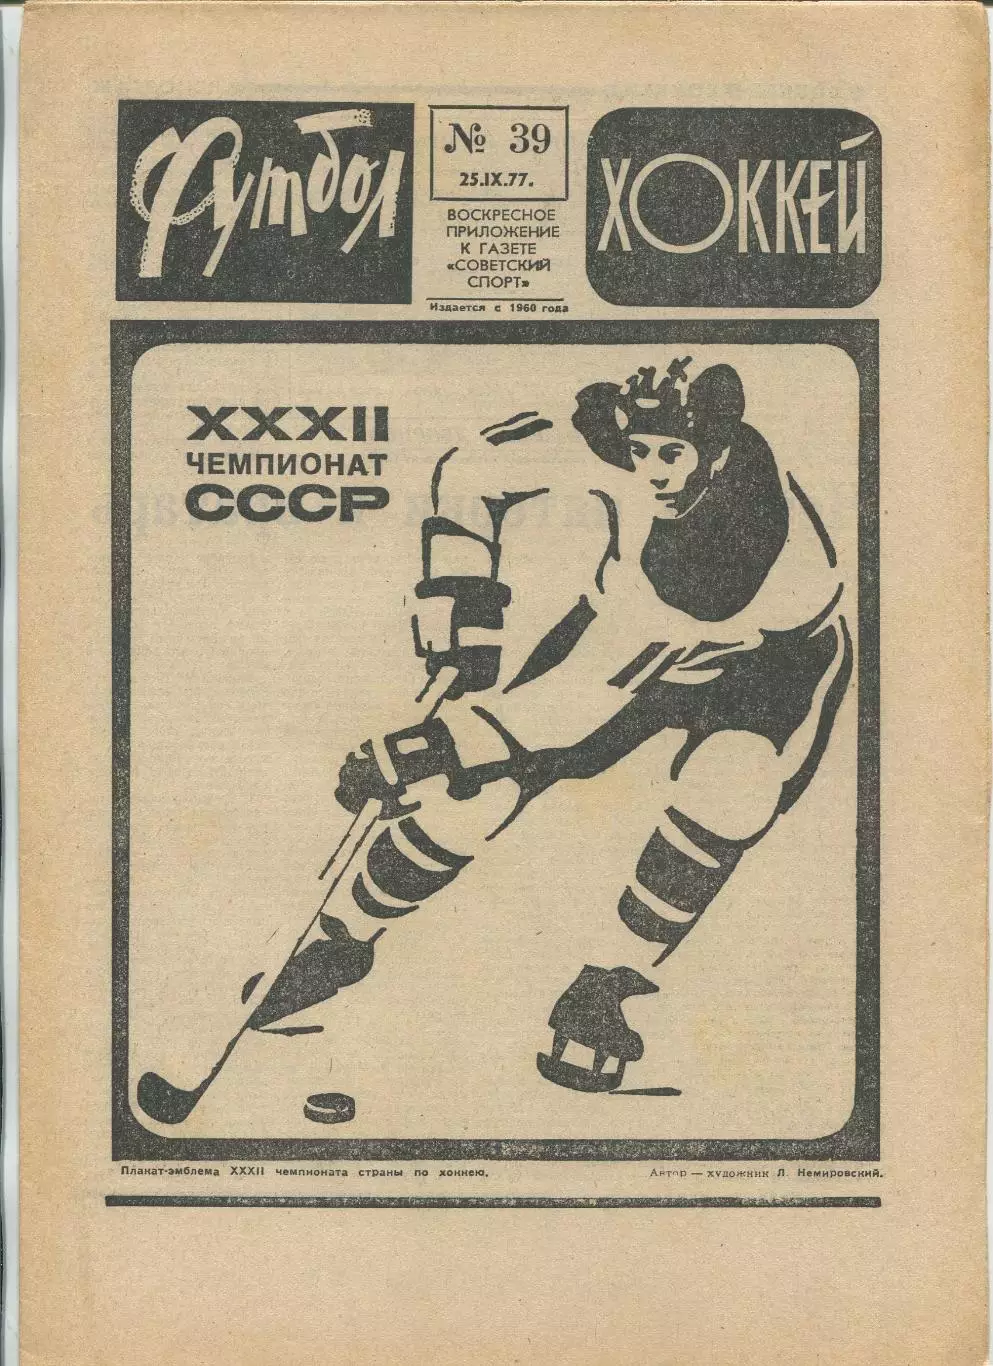 Футбол
№ 39
25.IX.77.
ВОСКРЕСНОЕ
ПРИЛОЖЕНИЕ
К ГАЗЕТЕ
«СОВЕТСКИЙ
СПОРТ»
Издается с 1960 года
ХОККЕЙ
XXXII
ЧЕМПИОНАТ
СССР
Плакат-эмблема XXXII чемпионата страны по хоккею.
Автор — художник Л. Немировский.